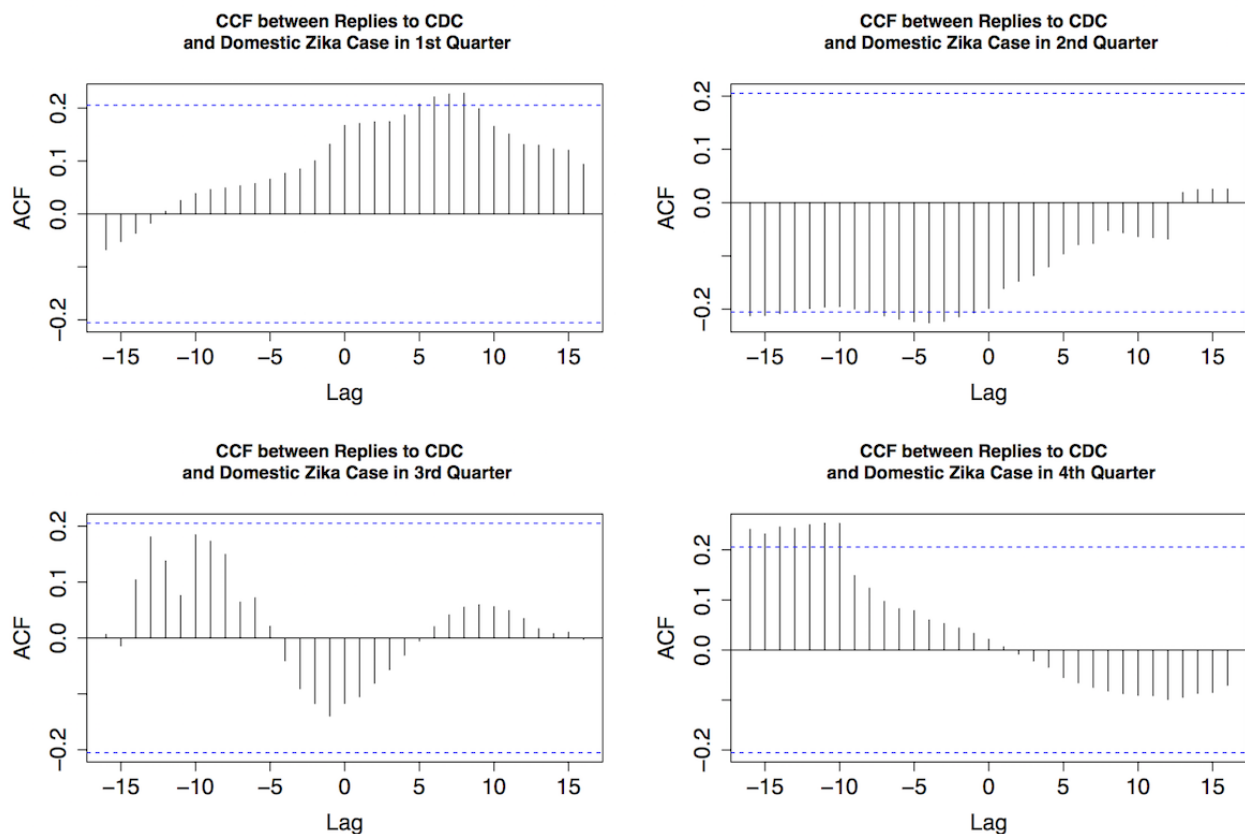 CCF between Replies to CDC
and Domestic Zika Case in 1st Quarter
ACF
0.2
0.1
0.0
−0.2
−15 −10 −5 0 5 10 15
Lag
CCF between Replies to CDC
and Domestic Zika Case in 2nd Quarter
ACF
0.2
0.1
0.0
−0.2
−15 −10 −5 0 5 10 15
Lag
CCF between Replies to CDC
and Domestic Zika Case in 3rd Quarter
ACF
0.2
0.1
0.0
−0.2
−15 −10 −5 0 5 10 15
Lag
CCF between Replies to CDC
and Domestic Zika Case in 4th Quarter
ACF
0.2
0.1
0.0
−0.2
−15 −10 −5 0 5 10 15
Lag